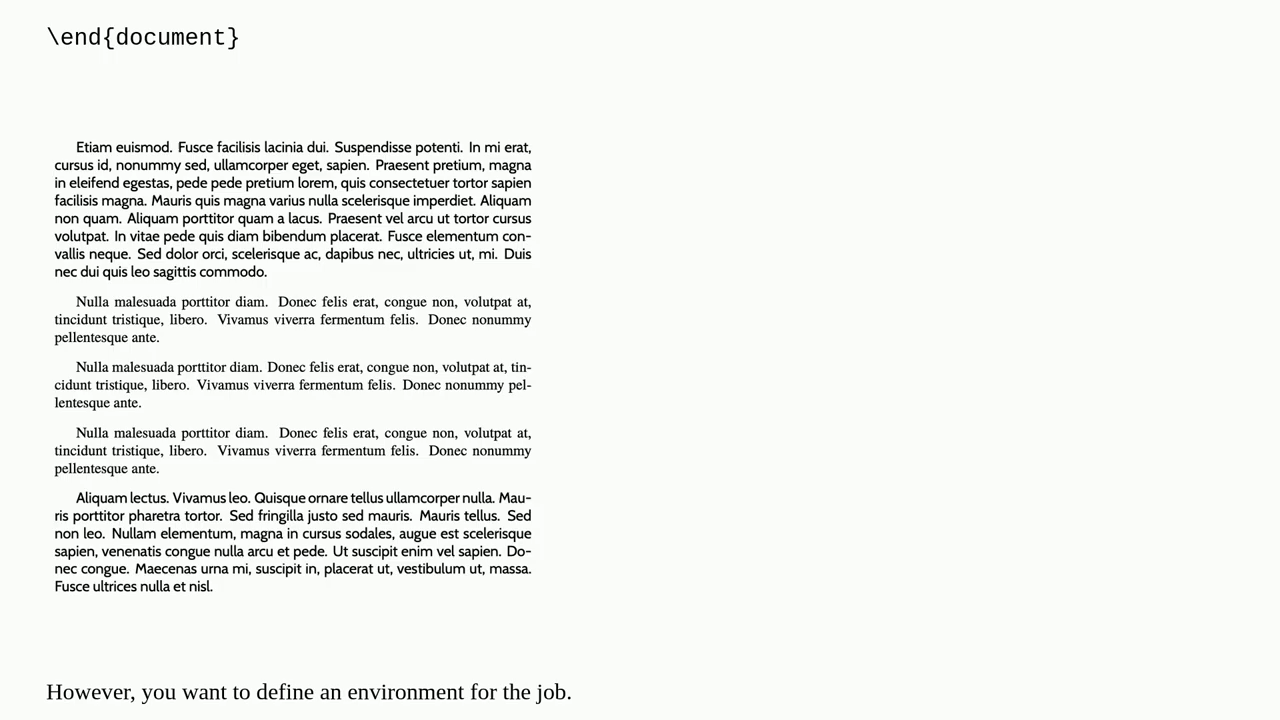 \end{document}
Etiam euismod. Fusce facilisis lacinia dui. Suspendisse potenti. In mi erat,
cursus id, nonummy sed, ullamcorper eget, sapien. Praesent pretium, magna
in eleifend egestas, pede pede pretium lorem, quis consectetuer tortor sapien
facilisis magna. Mauris quis magna varius nulla scelerisque imperdiet. Aliquam
non quam. Aliquam porttitor quam a lacus. Praesent vel arcu ut tortor cursus
volutpat. In vitae pede quis diam bibendum placerat. Fusce elementum con-
vallis neque. Sed dolor orci, scelerisque ac, dapibus nec, ultricies ut, mi. Duis
nec dui quis leo sagittis commodo.
Nulla malesuada porttitor diam. Donec felis erat, congue non, volutpat at,
tincidunt tristique, libero. Vivamus viverra fermentum felis. Donec nonummy
pellentesque ante.
Nulla malesuada porttitor diam. Donec felis erat, congue non, volutpat at, tin-
cidunt tristique, libero. Vivamus viverra fermentum felis. Donec nonummy pel-
lentesque ante.
Nulla malesuada porttitor diam. Donec felis erat, congue non, volutpat at,
tincidunt tristique, libero. Vivamus viverra fermentum felis. Donec nonummy
pellentesque ante.
Aliquam lectus. Vivamus leo. Quisque ornare tellus ullamcorper nulla. Mau-
ris porttitor pharetra tortor. Sed fringilla justo sed mauris. Mauris tellus. Sed
non leo. Nullam elementum, magna in cursus sodales, augue est scelerisque
sapien, venenatis congue nulla arcu et pede. Ut suscipit enim vel sapien. Do-
nec congue. Maecenas urna mi, suscipit in, placerat ut, vestibulum ut, massa.
Fusce ultrices nulla et nisl.
However, you want to define an environment for the job.